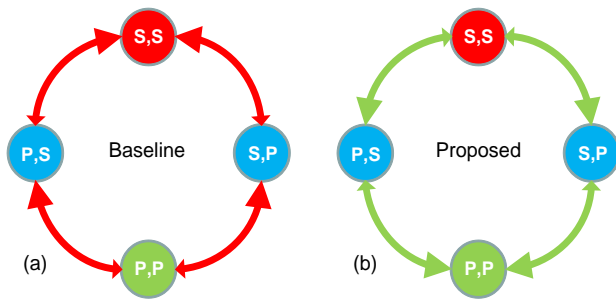 S,S
P,S
Baseline
S,P
P,P
(a)
S,S
P,S
Proposed
S,P
P,P
(b)